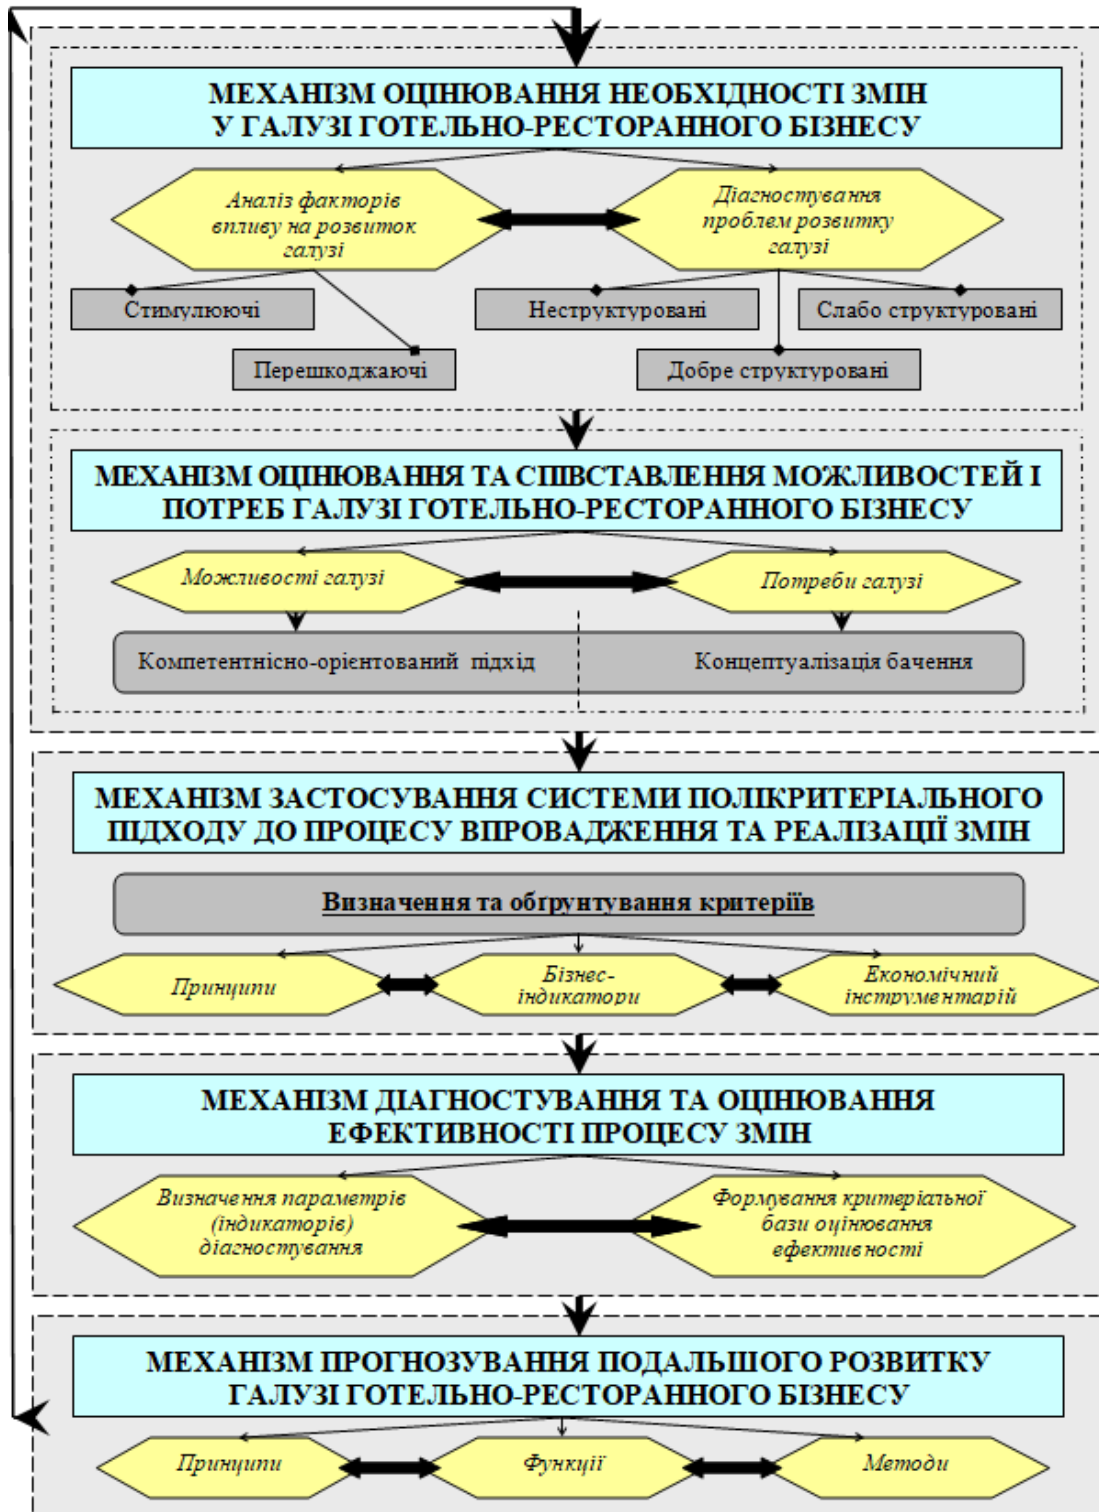 МЕХАНІЗМ ОЦІНЮВАННЯ НЕОБХІДНОСТІ ЗМІН
У ГАЛУЗІ ГОТЕЛЬНО-РЕСТОРАННОГО БІЗНЕСУ
Аналіз факторів
впливу на розвиток
галузі
Діагностування
проблем розвитку
галузі
Стимулюючі
Неструктуровані
Слабо структуровані
Перешкоджаючі
Добре структуровані
МЕХАНІЗМ ОЦІНЮВАННЯ ТА СПІВСТАВЛЕННЯ МОЖЛИВОСТЕЙ І
ПОТРЕБ ГАЛУЗІ ГОТЕЛЬНО-РЕСТОРАННОГО БІЗНЕСУ
Можливості галузі
Потреби галузі
Компетентнісно-орієнтований підхід
Концептуалізація бачення
МЕХАНІЗМ ЗАСТОСУВАННЯ СИСТЕМИ ПОЛІКРИТЕРІАЛЬНОГО
ПІДХОДУ ДО ПРОЦЕСУ ВПРОВАДЖЕННЯ ТА РЕАЛІЗАЦІЇ ЗМІН
Визначення та обґрунтування критеріїв
Принципи
Бізнес-
індикатори
Економічний
інструментарій
МЕХАНІЗМ ДІАГНОСТУВАННЯ ТА ОЦІНЮВАННЯ
ЕФЕКТИВНОСТІ ПРОЦЕСУ ЗМІН
Визначення параметрів
(індикаторів)
діагностування
Формування критеріальної
бази оцінювання
ефективності
МЕХАНІЗМ ПРОГНОЗУВАННЯ ПОДАЛЬШОГО РОЗВИТКУ
ГАЛУЗІ ГОТЕЛЬНО-РЕСТОРАННОГО БІЗНЕСУ
Принципи
Функції
Методи